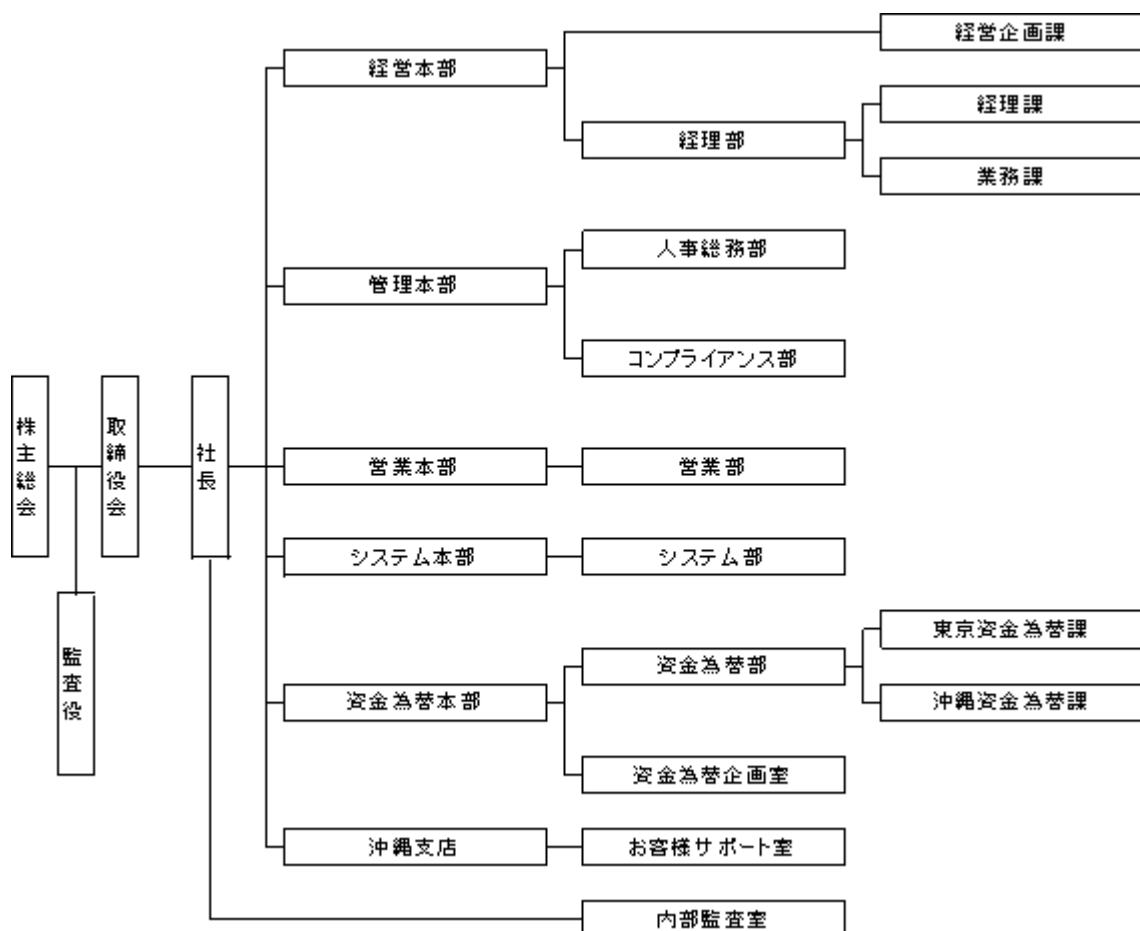 経営企画課
経営本部
経理課
経理部
業務課
人事総務部
管理本部
コンプライアンス部
株主総会
取締役会
社長
営業本部
営業部
システム本部
システム部
監査役
東京資金為替課
資金為替部
資金為替本部
沖縄資金為替課
資金為替企画室
沖縄支店
お客様サポート室
内部監査室